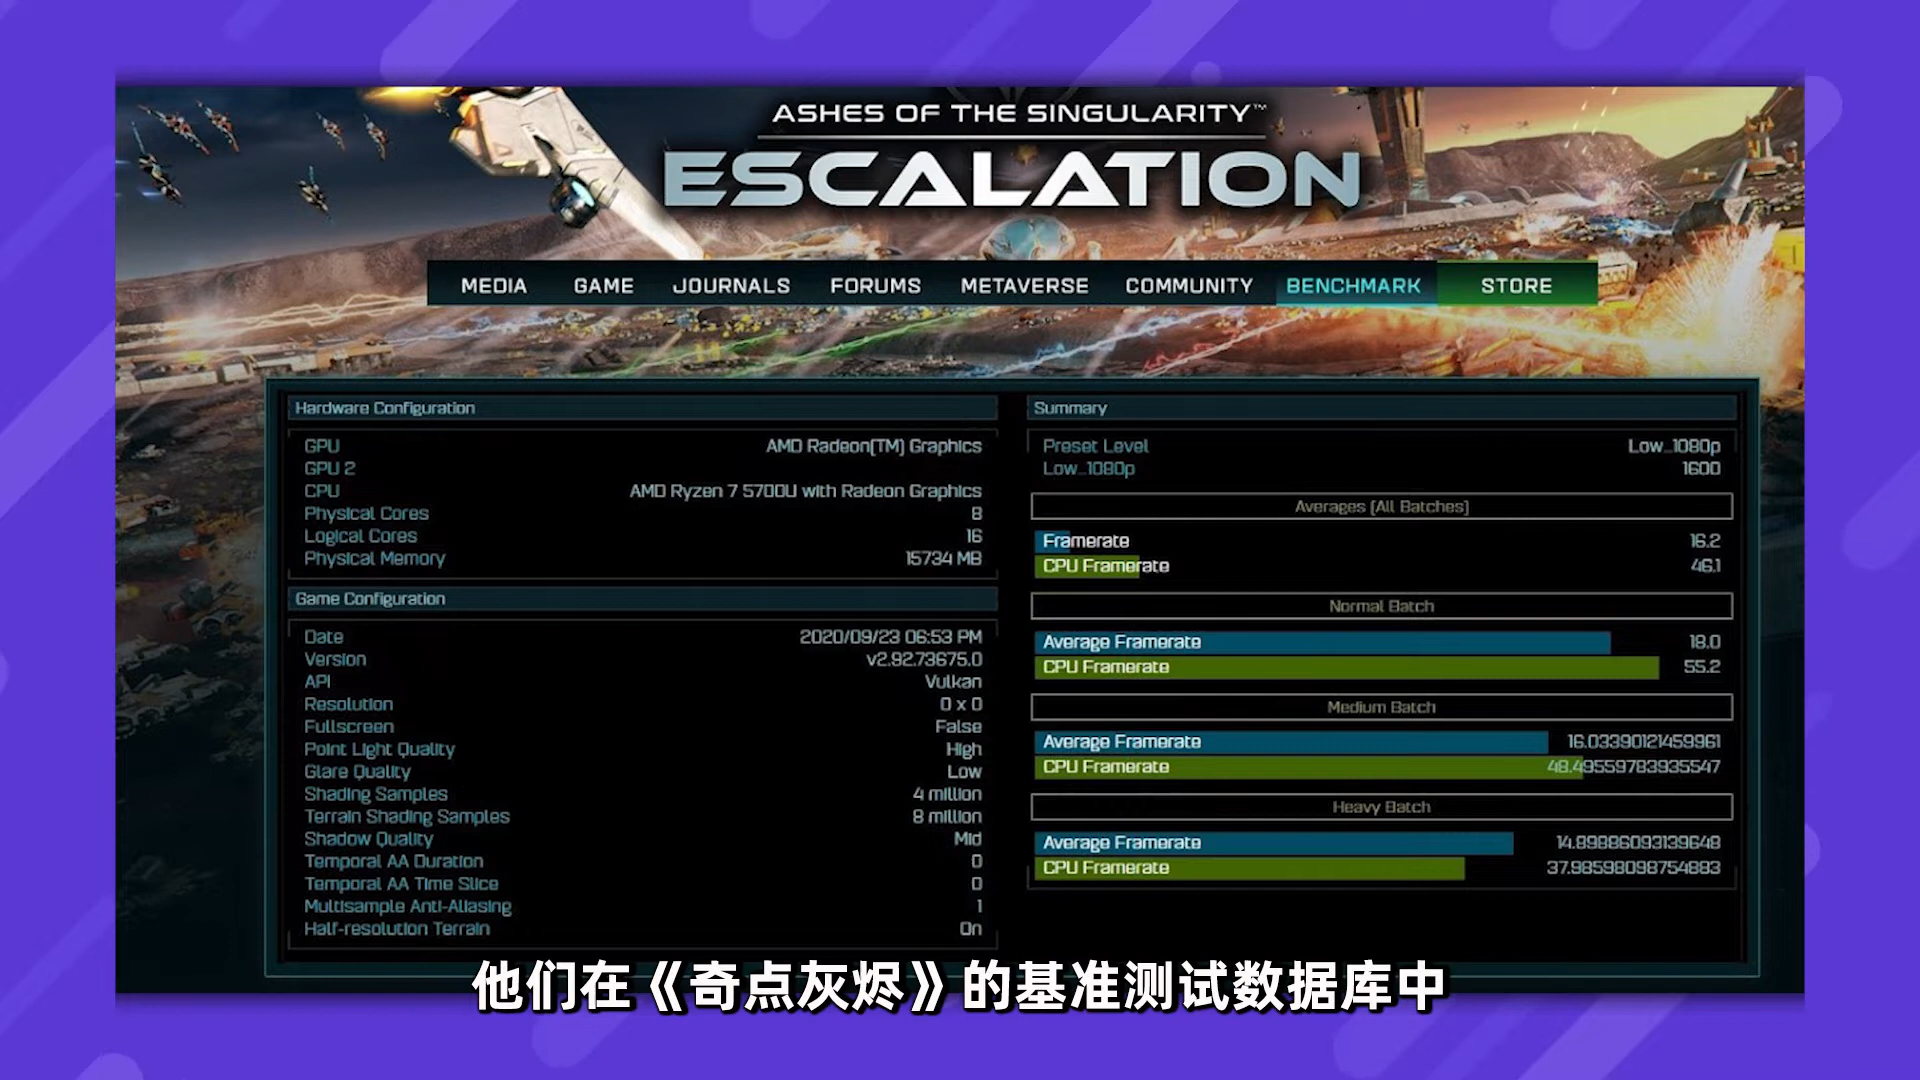 ASHES OF THE SINGULARITY™
ESCALATION
MEDIA GAME JOURNALS FORUMS METAVERSE COMMUNITY BENCHMARK STORE
Hardware Configuration
GPU AMD Radeon(TM) Graphics
GPU 2
CPU AMD Ryzen 7 5700U with Radeon Graphics
Physical Cores 8
Logical Cores 16
Physical Memory 15734 MB
Game Configuration
Date 2020/09/23 06:53 PM
Version v2.92.73675.0
API Vulkan
Resolution 0 x 0
Fullscreen False
Point Light Quality High
Glare Quality Low
Shading Samples 4 million
Terrain Shading Samples 8 million
Shadow Quality Mid
Temporal AA Duration 0
Temporal AA Time Slice 0
Multisample Anti-Aliasing 1
Half-resolution Terrain On
Summary
Preset Level Low_1080p
Low_1080p 1600
Averages (All Batches)
Framerate 16.2
CPU Framerate 46.1
Normal Batch
Average Framerate 18.0
CPU Framerate 55.2
Medium Batch
Average Framerate 16.03390121459961
CPU Framerate 48.49559783935547
Heavy Batch
Average Framerate 14.89886093139648
CPU Framerate 37.98598098754883
他们在《奇点灰烬》的基准测试数据库中